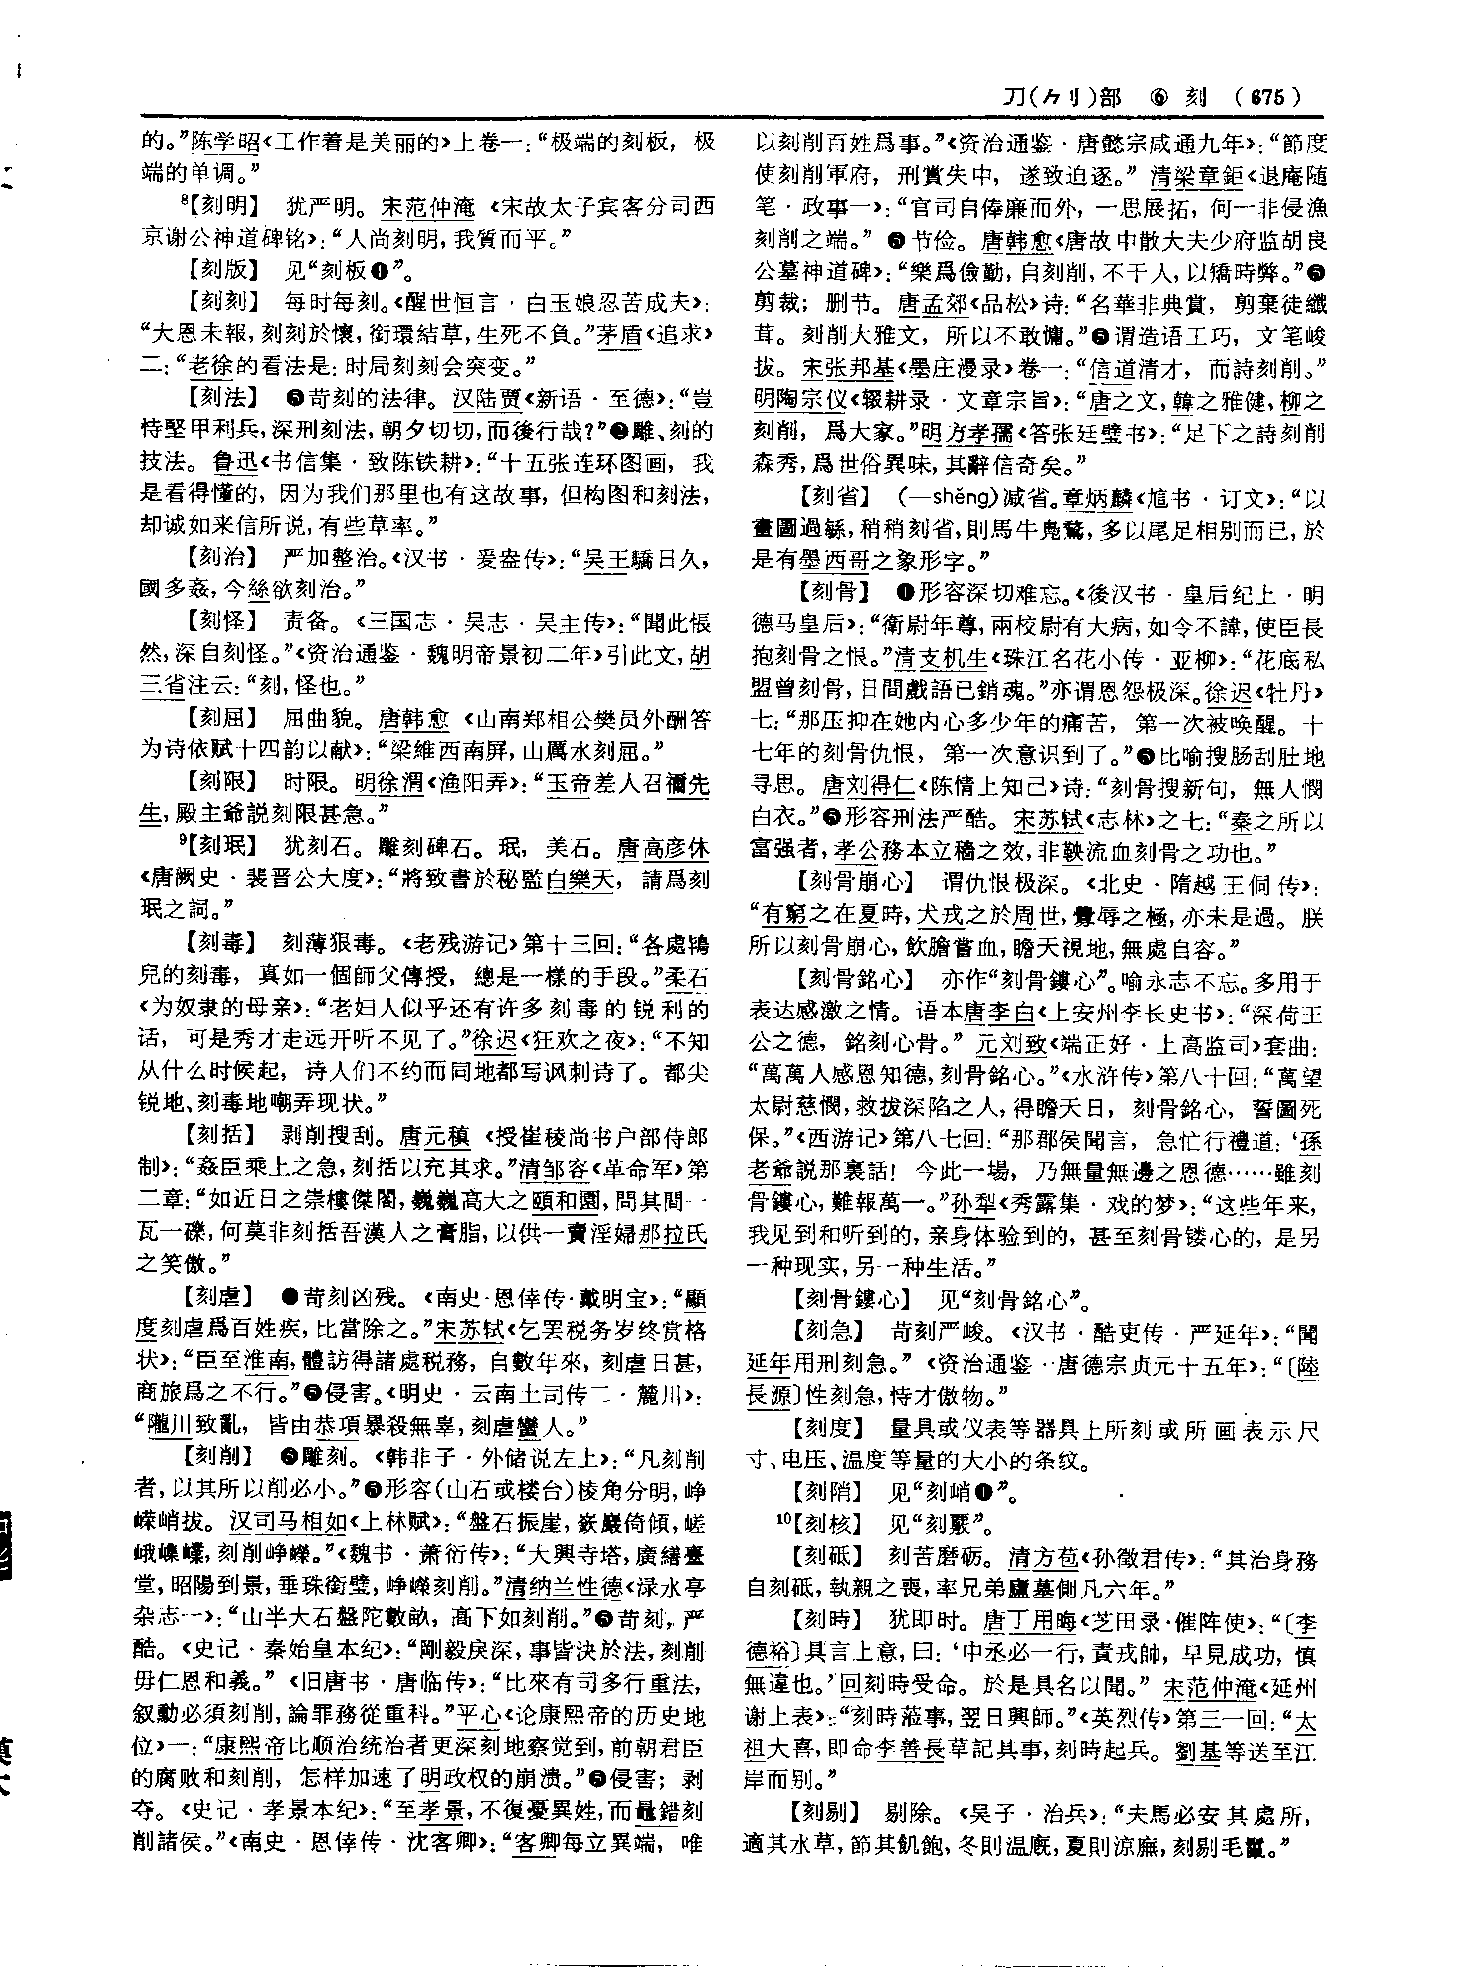 刀(⺈刂)部 ⑥ 刻 (675)
的。”陈学昭《工作着是美丽的》上卷一：“极端的刻板，极
端的单调。”
⁸【刻明】 犹严明。宋范仲淹《宋故太子宾客分司西
京谢公神道碑铭》：“人尚刻明，我質而平。”
【刻版】 见“刻板❶”。
【刻刻】 每时每刻。《醒世恒言·白玉娘忍苦成夫》：
“大恩未報，刻刻於懷，銜環結草，生死不負。”茅盾《追求》
二：“老徐的看法是：时局刻刻会突变。”
【刻法】 ❶苛刻的法律。汉陆贾《新语·至德》：“豈
恃堅甲利兵，深刑刻法，朝夕切切，而後行哉？”❷雕、刻的
技法。鲁迅《书信集·致陈铁耕》：“十五张连环图画，我
是看得懂的，因为我们那里也有这故事，但构图和刻法，
却诚如来信所说，有些草率。”
【刻治】 严加整治。《汉书·爰盎传》：“吴王驕日久，
國多姦，今絲欲刻治。”
【刻怪】 责备。《三国志·吴志·吴主传》：“聞此悵
然，深自刻怪。”《资治通鉴·魏明帝景初二年》引此文，胡
三省注云：“刻，怪也。”
【刻屈】 屈曲貌。唐韩愈《山南郑相公樊员外酬答
为诗依赋十四韵以献》：“梁維西南屏，山厲水刻屈。”
【刻限】 时限。明徐渭《渔阳弄》：“玉帝差人召禰先
生，殿主爺説刻限甚急。”
⁹【刻珉】 犹刻石。雕刻碑石。珉，美石。唐高彦休
《唐阙史·裴晋公大度》：“將致書於秘監白樂天，請爲刻
珉之詞。”
【刻毒】 刻薄狠毒。《老残游记》第十三回：“各處鴇
兒的刻毒，真如一個師父傳授，總是一樣的手段。”柔石
《为奴隶的母亲》：“老妇人似乎还有许多刻毒的锐利的
话，可是秀才走远开听不见了。”徐迟《狂欢之夜》：“不知
从什么时候起，诗人们不约而同地都写讽刺诗了。都尖
锐地、刻毒地嘲弄现状。”
【刻括】 剥削搜刮。唐元稹《授崔稜尚书户部侍郎
制》：“姦臣乘上之急，刻括以充其求。”清邹容《革命军》第
二章：“如近日之崇樓傑閣，巍巍高大之頤和園，問其間一
瓦一礫，何莫非刻括吾漢人之膏脂，以供一賣淫婦那拉氏
之笑傲。”
【刻虐】 ❶苛刻凶残。《南史·恩倖传·戴明宝》：“顯
度刻虐爲百姓疾，比當除之。”宋苏轼《乞罢税务岁终赏格
状》：“臣至淮南，體訪得諸處税務，自數年來，刻虐日甚，
商旅爲之不行。”❷侵害。《明史·云南土司传二·麓川》：
“隴川致亂，皆由恭項暴殺無辜，刻虐蠻人。”
【刻削】 ❶雕刻。《韩非子·外储说左上》：“凡刻削
者，以其所以削必小。”❷形容(山石或楼台)棱角分明，峥
嵘峭拔。汉司马相如《上林赋》：“盤石振崖，嶔巖倚傾，嵯
峨嶫嶫，刻削峥嶸。”《魏书·萧衍传》：“大興寺塔，廣繕臺
堂，昭陽到景，垂珠銜璧，峥嶸刻削。”清纳兰性德《渌水亭
杂志一》：“山半大石盤陀數畝，高下如刻削。”❸苛刻，严
酷。《史记·秦始皇本纪》：“剛毅戾深，事皆決於法，刻削
毋仁恩和義。”《旧唐书·唐临传》：“比來有司多行重法，
叙勳必須刻削，論罪務從重科。”平心《论康熙帝的历史地
位》一：“康熙帝比顺治统治者更深刻地察觉到，前朝君臣
的腐败和刻削，怎样加速了明政权的崩溃。”❹侵害；剥
夺。《史记·孝景本纪》：“至孝景，不復憂異姓，而鼂錯刻
削諸侯。”《南史·恩倖传·沈客卿》：“客卿每立異端，唯
以刻削百姓爲事。”《资治通鉴·唐懿宗咸通九年》：“節度
使刻削軍府，刑賞失中，遂致迫逐。”清梁章鉅《退庵随
笔·政事一》：“官司自俸廉而外，一思展拓，何一非侵漁
刻削之端。”❺节俭。唐韩愈《唐故中散大夫少府监胡良
公墓神道碑》：“樂爲儉勤，自刻削，不于人，以矯時弊。”❻
剪裁；删节。唐孟郊《品松》诗：“名華非典賞，剪棄徒纖
茸。刻削大雅文，所以不敢慵。”❼谓造语工巧，文笔峻
拔。宋张邦基《墨庄漫录》卷一：“信道清才，而詩刻削。”
明陶宗仪《辍耕录·文章宗旨》：“唐之文，韓之雅健，柳之
刻削，爲大家。”明方孝孺《答张廷璧书》：“足下之詩刻削
森秀，爲世俗異味，其辭信奇矣。”
【刻省】 (—shěng)减省。章炳麟《訄书·订文》：“以
畫圖過繇，稍稍刻省，則馬牛鳧鶩，多以尾足相别而已，於
是有墨西哥之象形字。”
【刻骨】 ❶形容深切难忘。《後汉书·皇后纪上·明
德马皇后》：“衛尉年尊，兩校尉有大病，如令不諱，使臣長
抱刻骨之恨。”清支机生《珠江名花小传·亚柳》：“花底私
盟曾刻骨，日間戲語已銷魂。”亦谓恩怨极深。徐迟《牡丹》
七：“那压抑在她内心多少年的痛苦，第一次被唤醒。十
七年的刻骨仇恨，第一次意识到了。”❷比喻搜肠刮肚地
寻思。唐刘得仁《陈情上知己》诗：“刻骨搜新句，無人憫
白衣。”❸形容刑法严酷。宋苏轼《志林》之七：“秦之所以
富强者，孝公務本立穡之效，非鞅流血刻骨之功也。”
【刻骨崩心】 谓仇恨极深。《北史·隋越王侗传》：
“有窮之在夏時，犬戎之於周世，釁辱之極，亦未是過。朕
所以刻骨崩心，飲膽嘗血，瞻天視地，無處自容。”
【刻骨銘心】 亦作“刻骨鏤心”。喻永志不忘。多用于
表达感激之情。语本唐李白《上安州李长史书》：“深荷王
公之德，銘刻心骨。”元刘致《端正好·上高监司》套曲：
“萬萬人感恩知德，刻骨銘心。”《水浒传》第八十回：“萬望
太尉慈憫，救拔深陷之人，得瞻天日，刻骨銘心，誓圖死
保。”《西游记》第八七回：“那郡侯聞言，急忙行禮道：‘孫
老爺説那裏話！今此一場，乃無量無邊之恩德……雖刻
骨鏤心，難報萬一。”孙犁《秀露集·戏的梦》：“这些年来，
我见到和听到的，亲身体验到的，甚至刻骨镂心的，是另
一种现实，另一种生活。”
【刻骨鏤心】 见“刻骨銘心”。
【刻急】 苛刻严峻。《汉书·酷吏传·严延年》：“聞
延年用刑刻急。”《资治通鉴·唐德宗贞元十五年》：“〔陸
長源〕性刻急，恃才傲物。”
【刻度】 量具或仪表等器具上所刻或所画表示尺
寸、电压、温度等量的大小的条纹。
【刻陗】 见“刻峭❶”。
¹⁰【刻核】 见“刻覈”。
【刻砥】 刻苦磨砺。清方苞《孙徵君传》：“其治身務
自刻砥，執親之喪，率兄弟廬墓側凡六年。”
【刻時】 犹即时。唐丁用晦《芝田录·催阵使》：“〔李
德裕〕具言上意，曰：‘中丞必一行，責戎帥，早見成功，慎
無違也。’回刻時受命。於是具名以聞。”宋范仲淹《延州
谢上表》：“刻時蒞事，翌日興師。”《英烈传》第三一回：“太
祖大喜，即命李善長草記其事，刻時起兵。劉基等送至江
岸而别。”
【刻剔】 剔除。《吴子·治兵》：“夫馬必安其處所，
適其水草，節其飢飽，冬則温廄，夏則涼廡，刻剔毛鬣。”